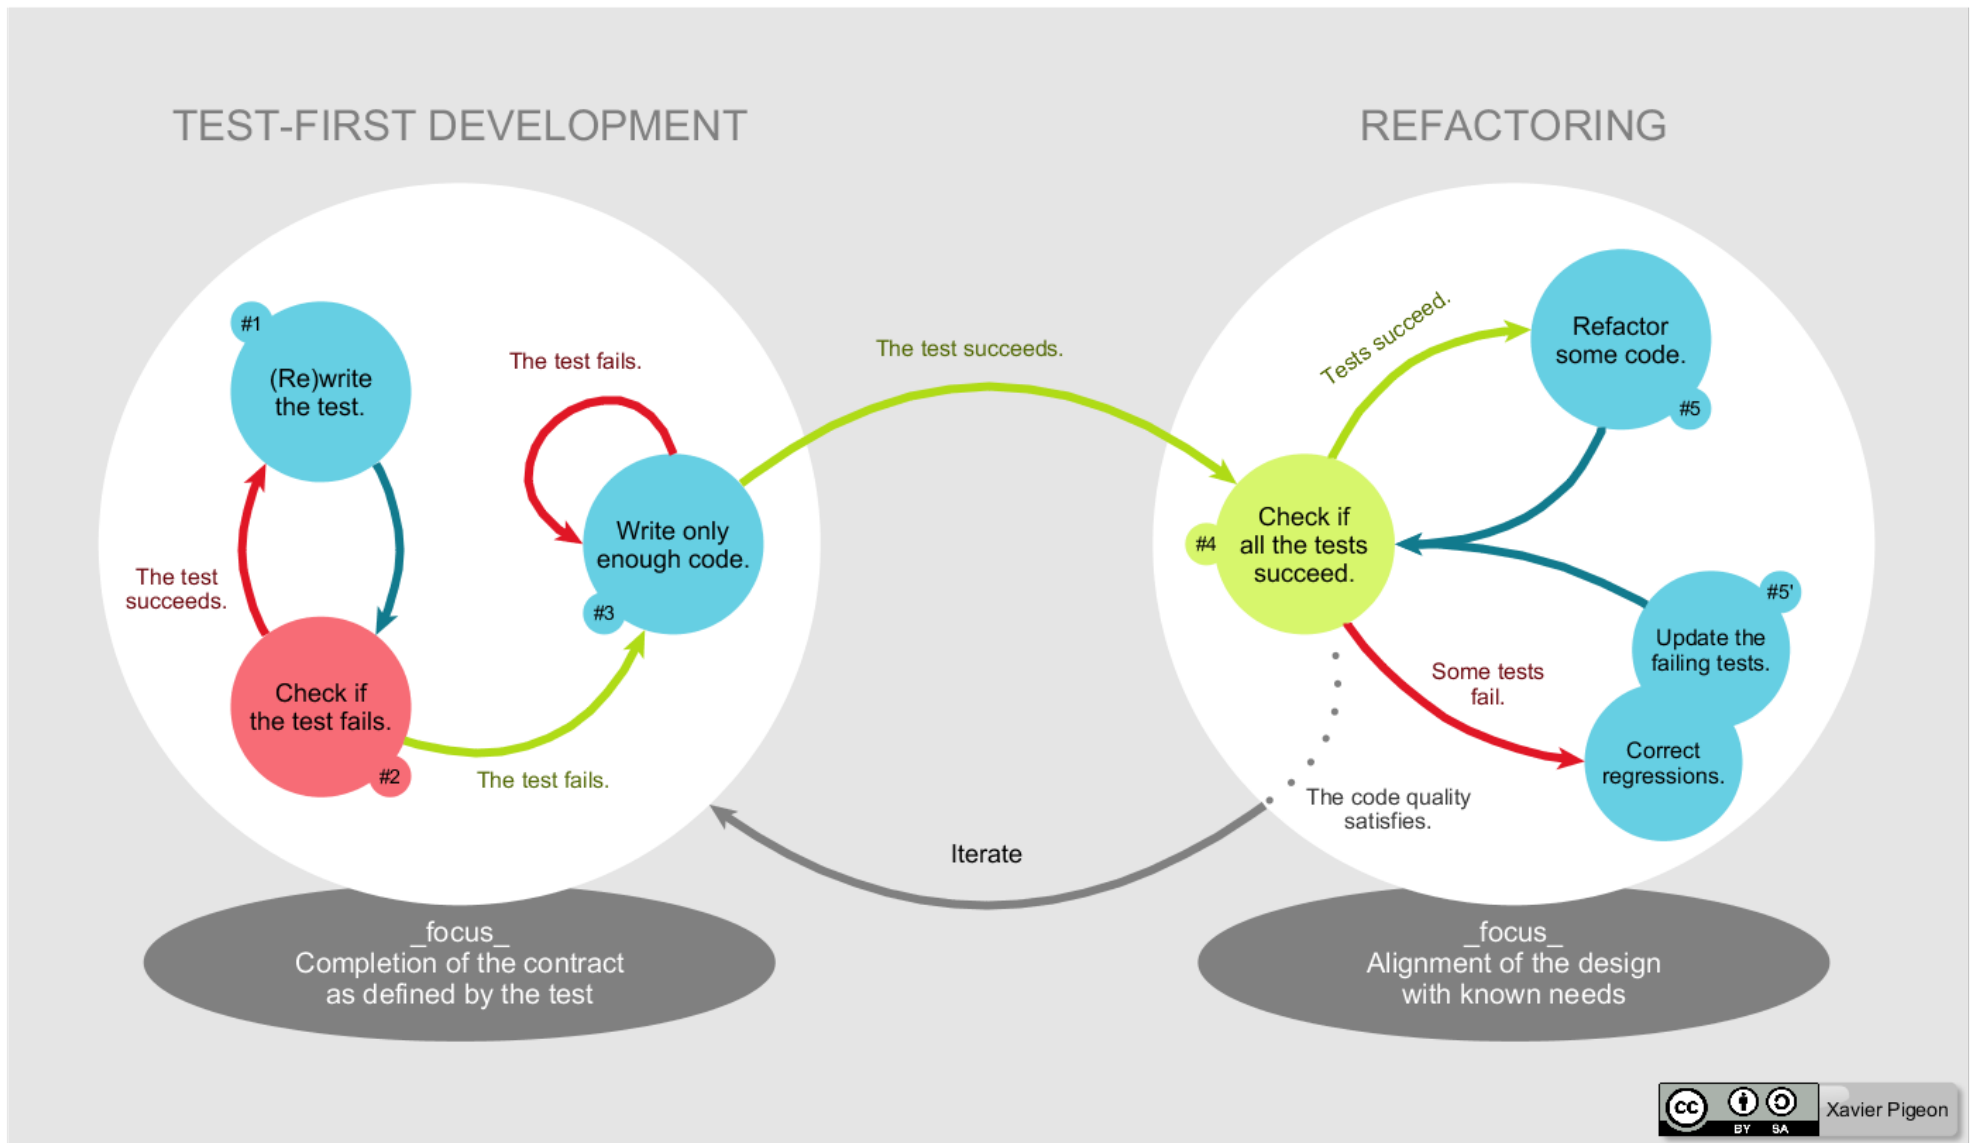 TEST-FIRST DEVELOPMENT
REFACTORING
#1
(Re)write
the test.
The test
succeeds.
Check if
the test fails.
#2
The test fails.
The test fails.
Write only
enough code.
#3
The test succeeds.
#4
Check if
all the tests
succeed.
Tests succeed.
Refactor
some code.
#5
Some tests
fail.
#5'
Update the
failing tests.
Correct
regressions.
The code quality
satisfies.
Iterate
_focus_
Completion of the contract
as defined by the test
_focus_
Alignment of the design
with known needs
cc
BY SA
Xavier Pigeon